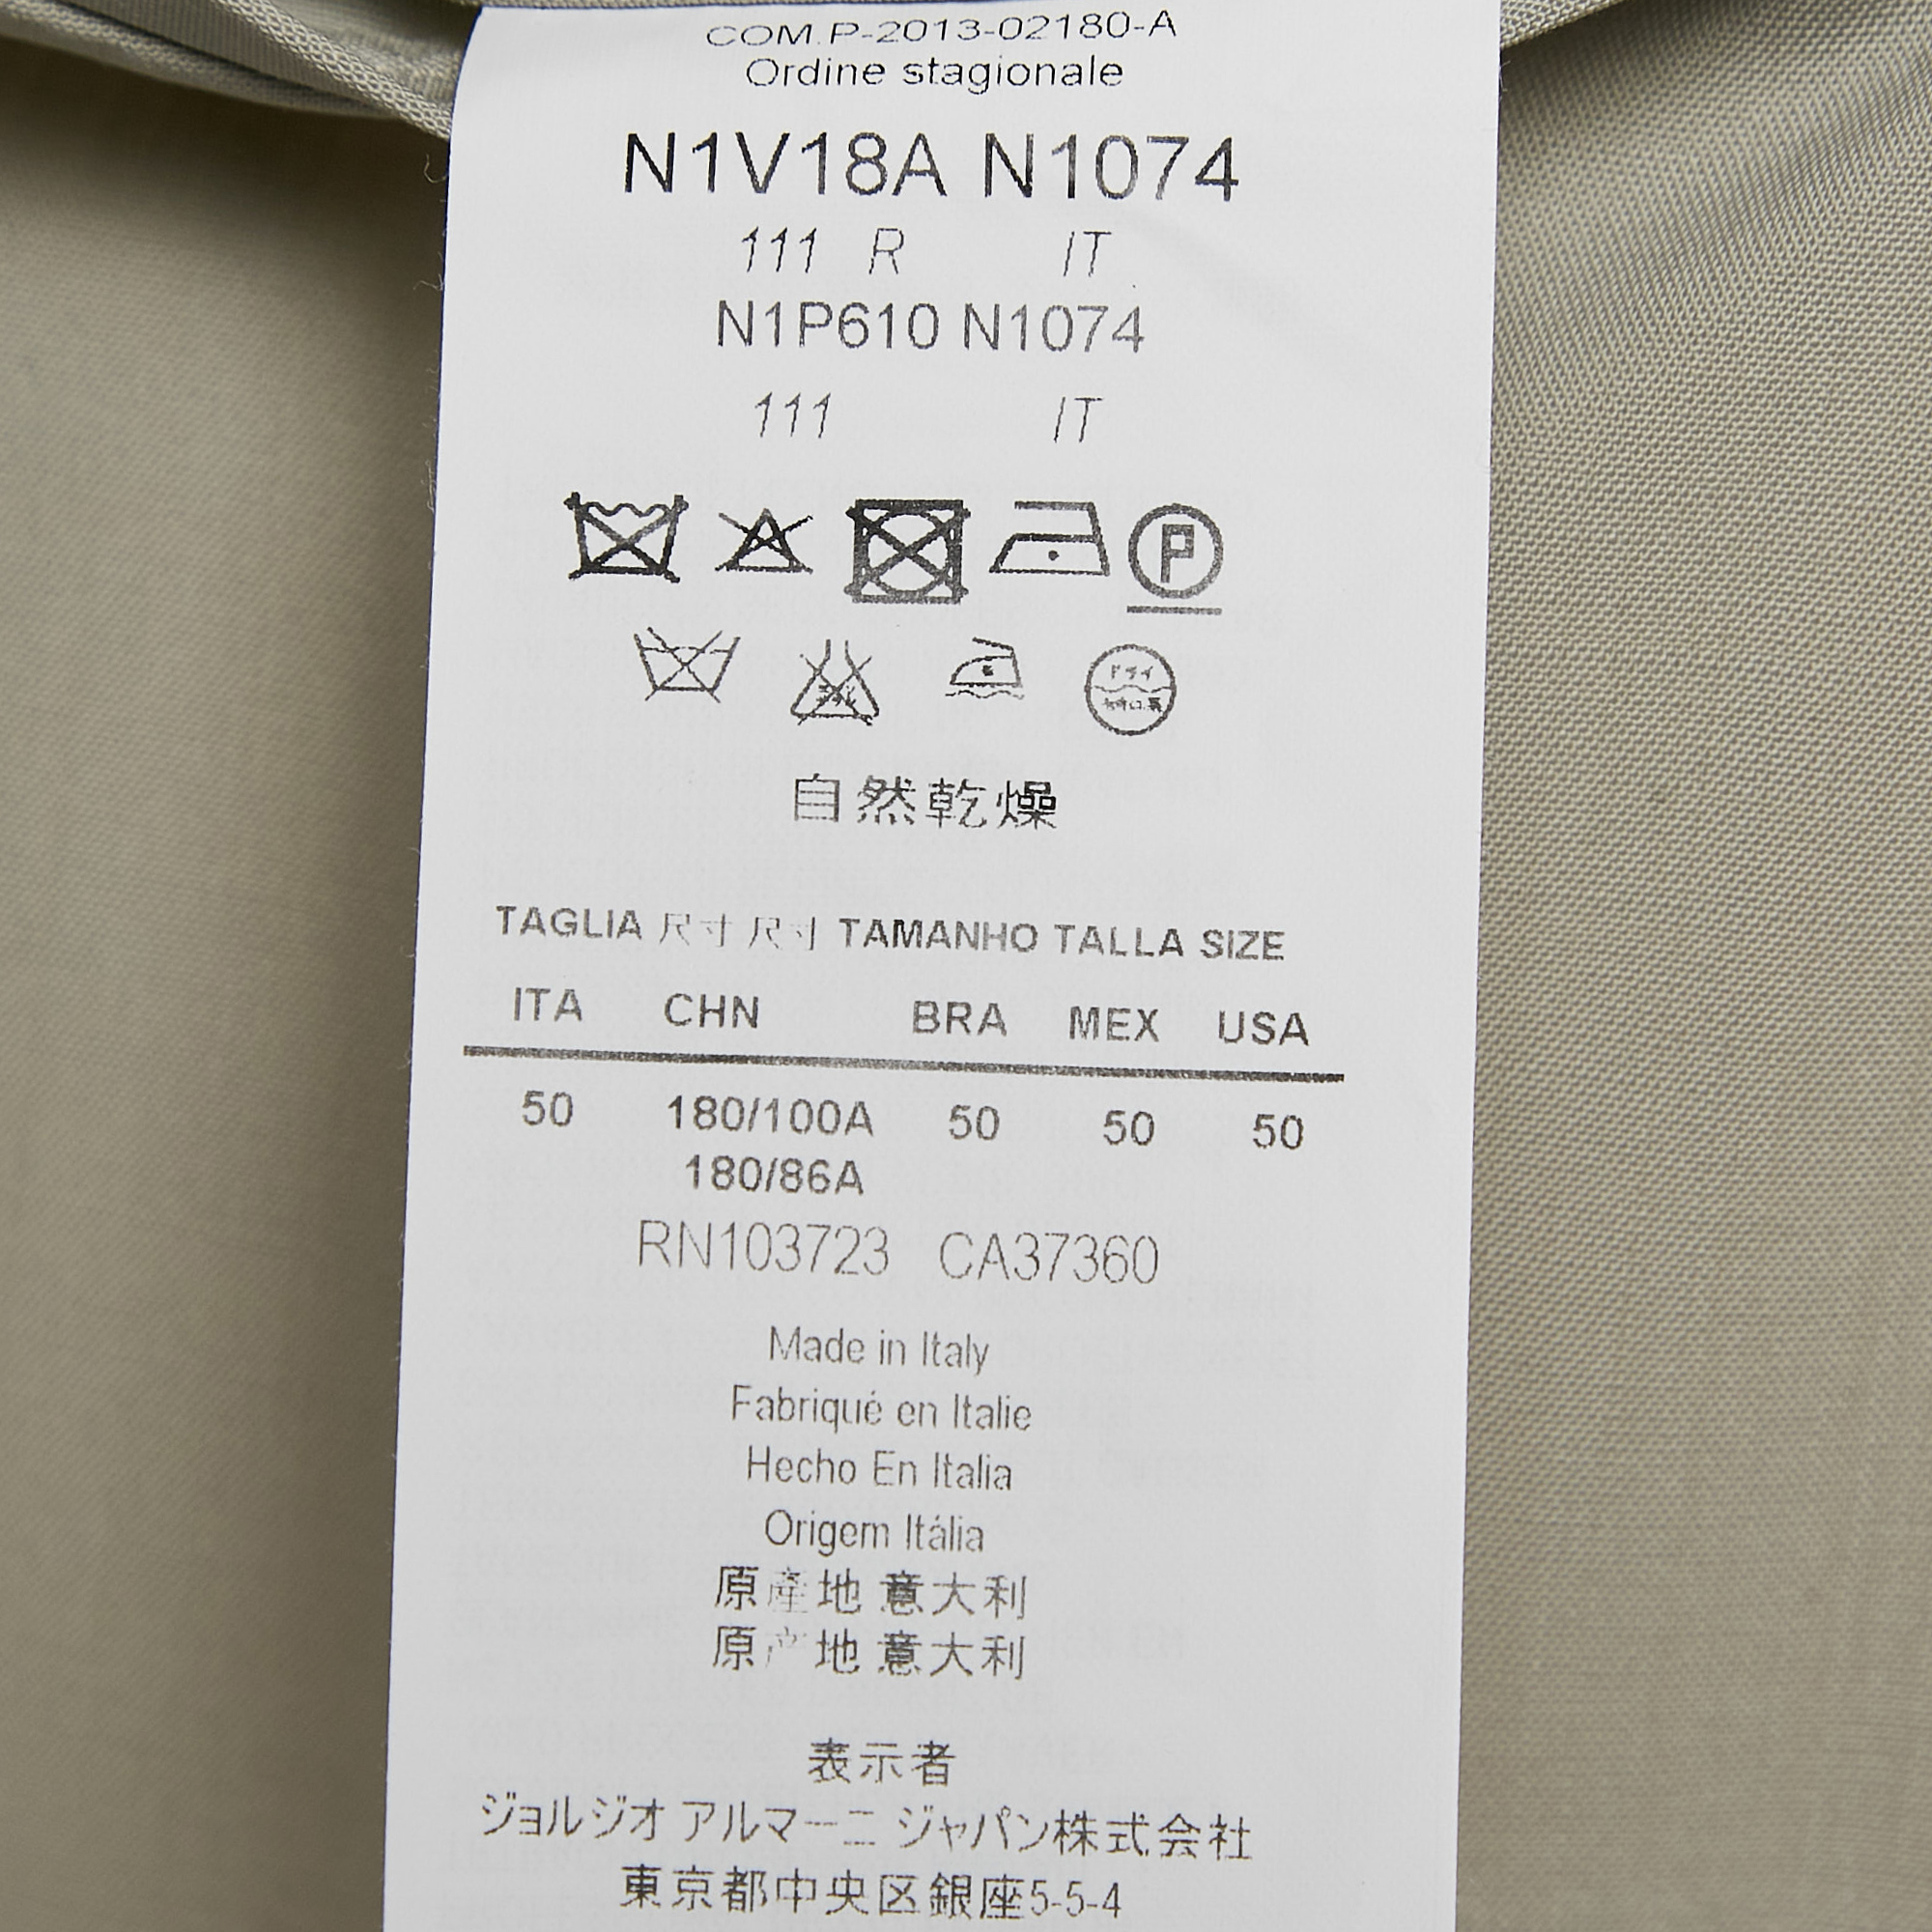 COM.P-2013-02180-A
Ordine stagionale
N1V18A N1074
111 R IT
N1P610 N1074
111 IT
P
ドライ
自然乾燥
TAGLIA 尺寸 尺寸 TAMANHO TALLA SIZE
ITA CHN BRA MEX USA
50 180/100A 50 50 50
180/86A
RN103723 CA37360
Made in Italy
Fabriqué en Italie
Hecho En Italia
Origem Itália
原産地 意大利
原产地 意大利
表示者
ジョルジオ アルマーニ ジャパン株式会社
東京都中央区銀座5-5-4